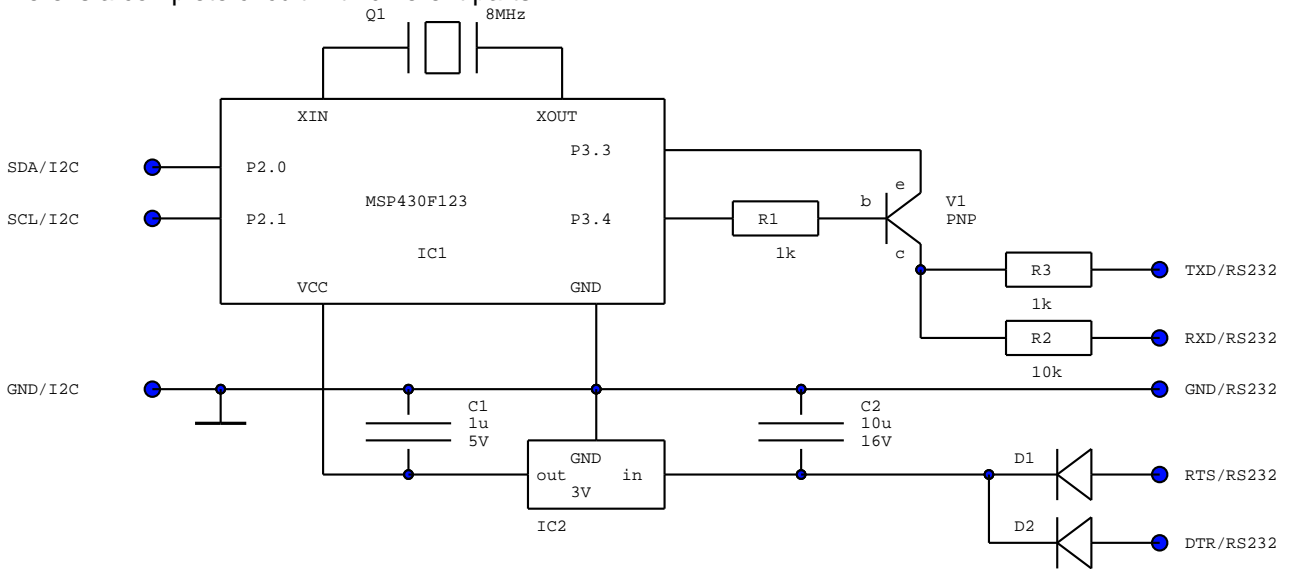 Q1
8MHz
XIN
XOUT
P3.3
SDA/I2C
P2.0
e
MSP430F123
b
V1
SCL/I2C
P2.1
P3.4
R1
PNP
IC1
1k
c
R3
TXD/RS232
VCC
GND
1k
R2
RXD/RS232
10k
GND/I2C
GND/RS232
C1
1u
5V
C2
10u
16V
GND
out
in
3V
D1
RTS/RS232
IC2
D2
DTR/RS232